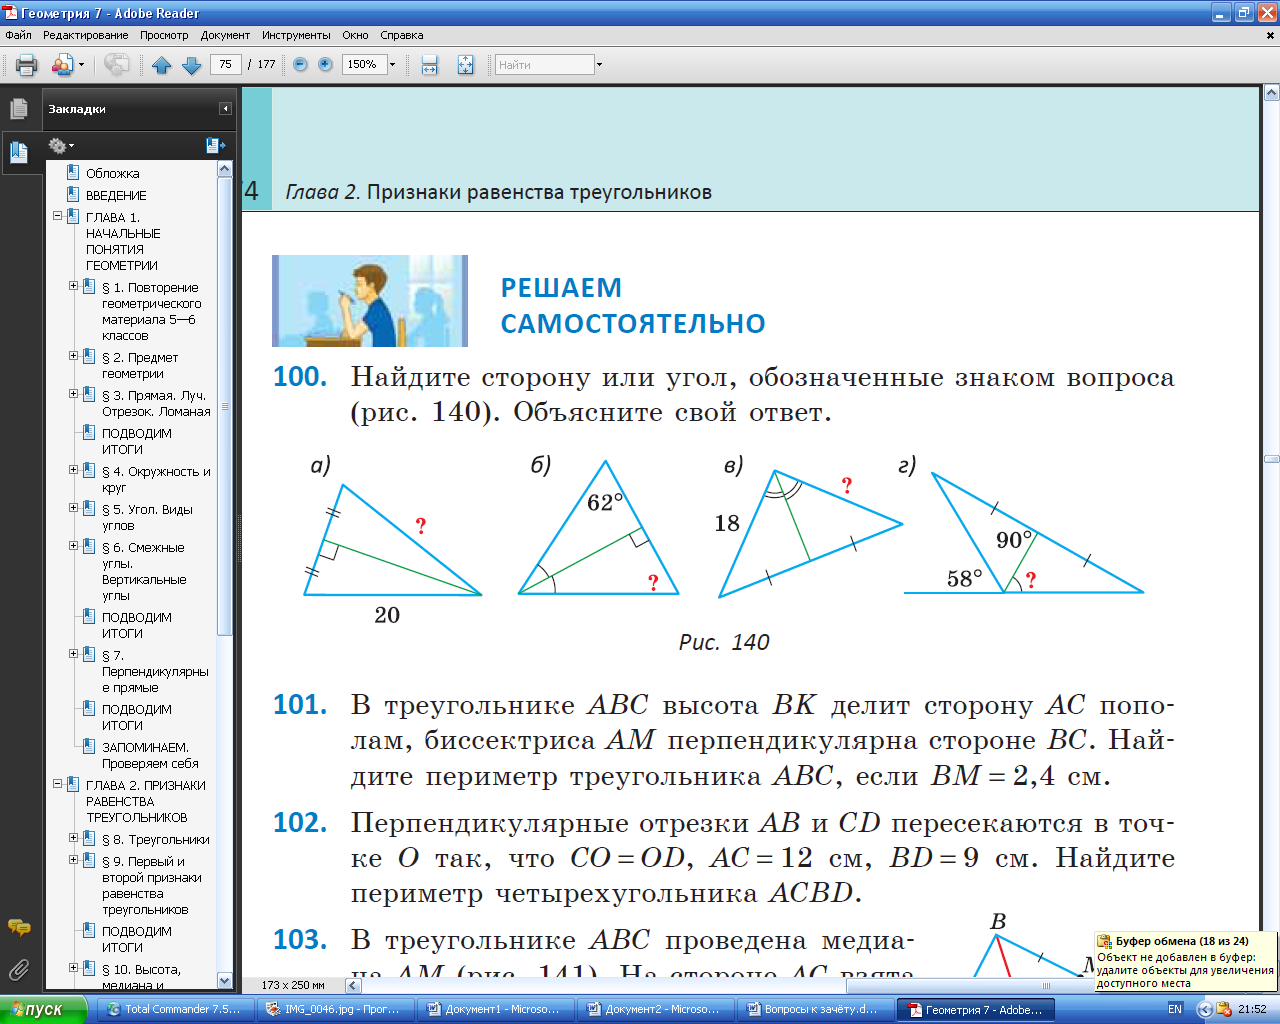 Геометрия 7 - Adobe Reader
Файл Редактирование Просмотр Документ Инструменты Окно Справка
75 / 177 150% Найти
Закладки
Обложка
ВВЕДЕНИЕ
ГЛАВА 1.
НАЧАЛЬНЫЕ
ПОНЯТИЯ
ГЕОМЕТРИИ
§ 1. Повторение
геометрического
материала 5—6
классов
§ 2. Предмет
геометрии
§ 3. Прямая. Луч.
Отрезок. Ломаная
ПОДВОДИМ
ИТОГИ
§ 4. Окружность и
круг
§ 5. Угол. Виды
углов
§ 6. Смежные
углы.
Вертикальные
углы
ПОДВОДИМ
ИТОГИ
§ 7.
Перпендикулярны
е прямые
ПОДВОДИМ
ИТОГИ
ЗАПОМИНАЕМ.
Проверяем себя
ГЛАВА 2. ПРИЗНАКИ
РАВЕНСТВА
ТРЕУГОЛЬНИКОВ
§ 8. Треугольники
§ 9. Первый и
второй признаки
равенства
треугольников
ПОДВОДИМ
ИТОГИ
§ 10. Высота,
медиана и
4 Глава 2. Признаки равенства треугольников
РЕШАЕМ
САМОСТОЯТЕЛЬНО
100. Найдите сторону или угол, обозначенные знаком вопроса
(рис. 140). Объясните свой ответ.
а) ? 20
б) 62° ?
в) 18 ?
г) 90° 58° ?
Рис. 140
101. В треугольнике ABC высота BK делит сторону AC попо-
лам, биссектриса AM перпендикулярна стороне BC. Най-
дите периметр треугольника ABC, если BM = 2,4 см.
102. Перпендикулярные отрезки AB и CD пересекаются в точ-
ке O так, что CO = OD, AC = 12 см, BD = 9 см. Найдите
периметр четырехугольника ACBD.
103. В треугольнике ABC проведена медиа-
на AM (рис. 141). На стороне AC взята
B
M
173 x 250 мм
Буфер обмена (18 из 24)
Объект не добавлен в буфер:
удалите объекты для увеличения
доступного места
пуск Total Commander 7.5... IMG_0046.jpg - Прог... Документ1 - Microso... Документ2 - Microso... Вопросы к зачёту.d... Геометрия 7 - Adobe... EN 21:52